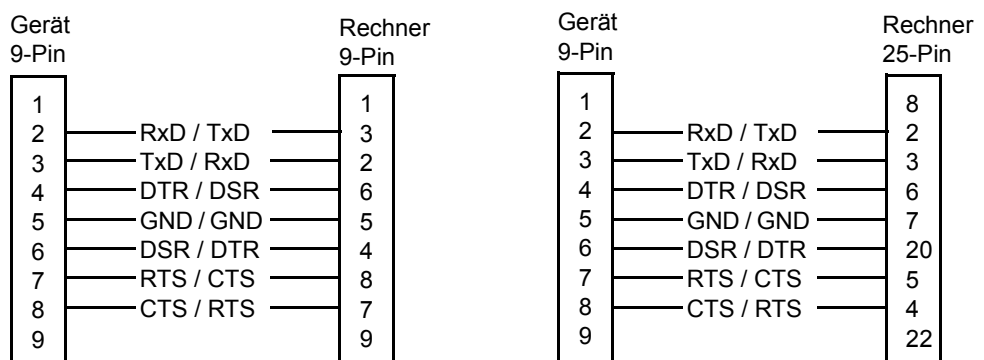 Gerät
9-Pin
Rechner
9-Pin
1 1
2 RxD / TxD 3
3 TxD / RxD 2
4 DTR / DSR 6
5 GND / GND 5
6 DSR / DTR 4
7 RTS / CTS 8
8 CTS / RTS 7
9 9
Gerät
9-Pin
Rechner
25-Pin
1 8
2 RxD / TxD 2
3 TxD / RxD 3
4 DTR / DSR 6
5 GND / GND 7
6 DSR / DTR 20
7 RTS / CTS 5
8 CTS / RTS 4
9 22